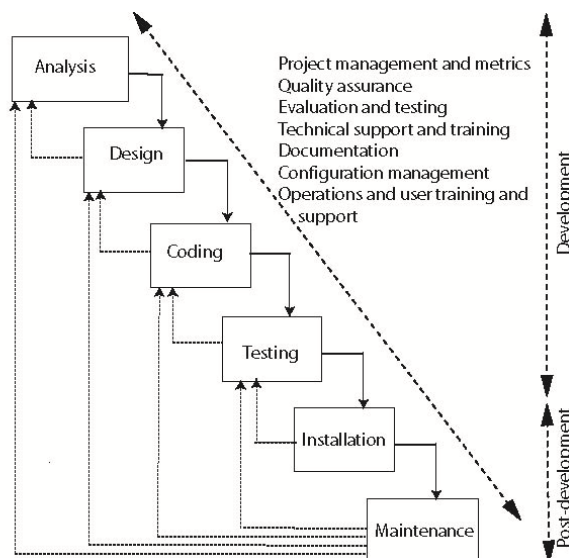 Analysis
Project management and metrics
Quality assurance
Evaluation and testing
Technical support and training
Documentation
Configuration management
Operations and user training and
support
Design
Coding
Testing
Installation
Maintenance
Development
Post-development